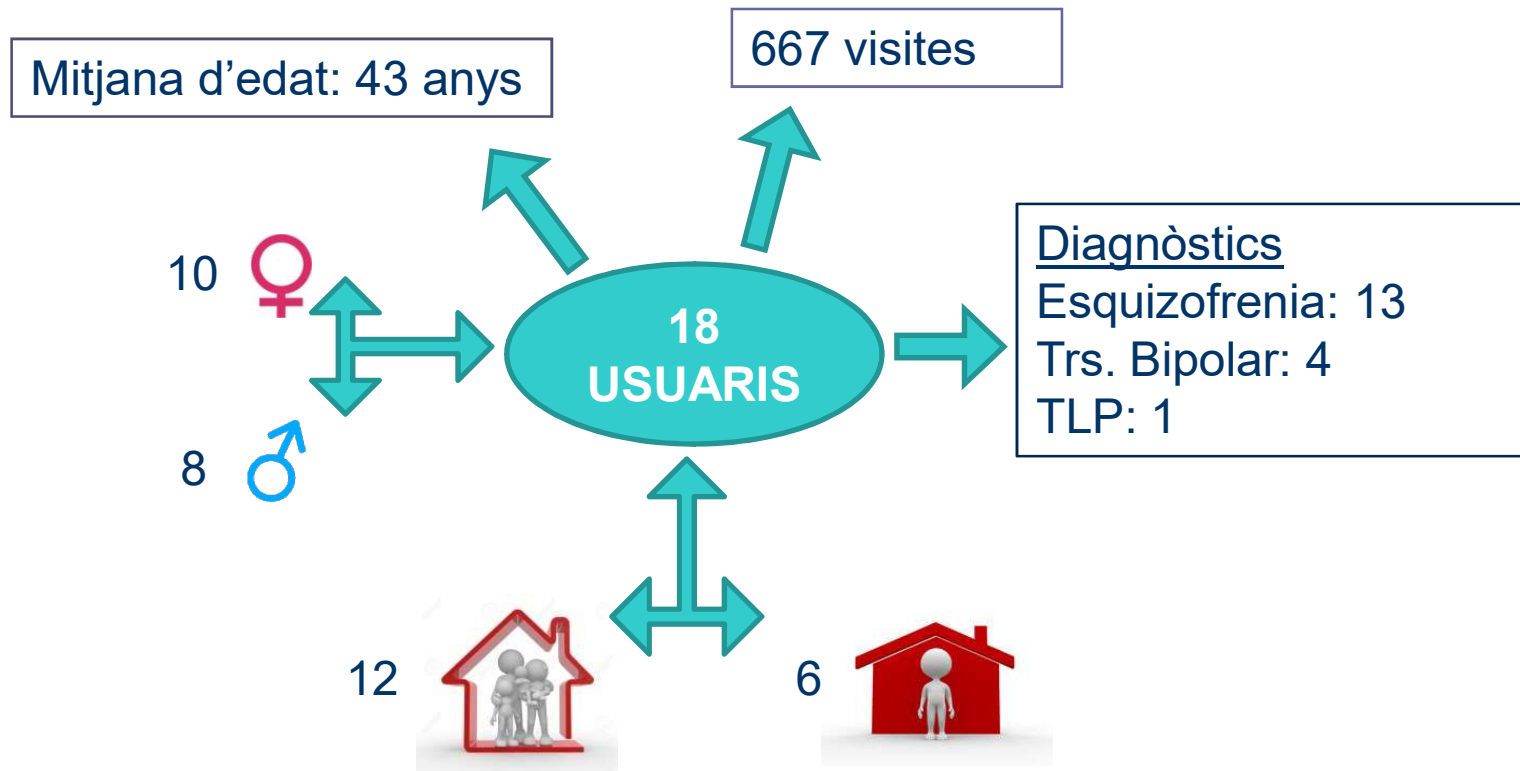 667 visites
Mitjana d’edat: 43 anys
Diagnòstics
Esquizofrenia: 13
Trs. Bipolar: 4
TLP: 1
10
18
USUARIS
8
12
6